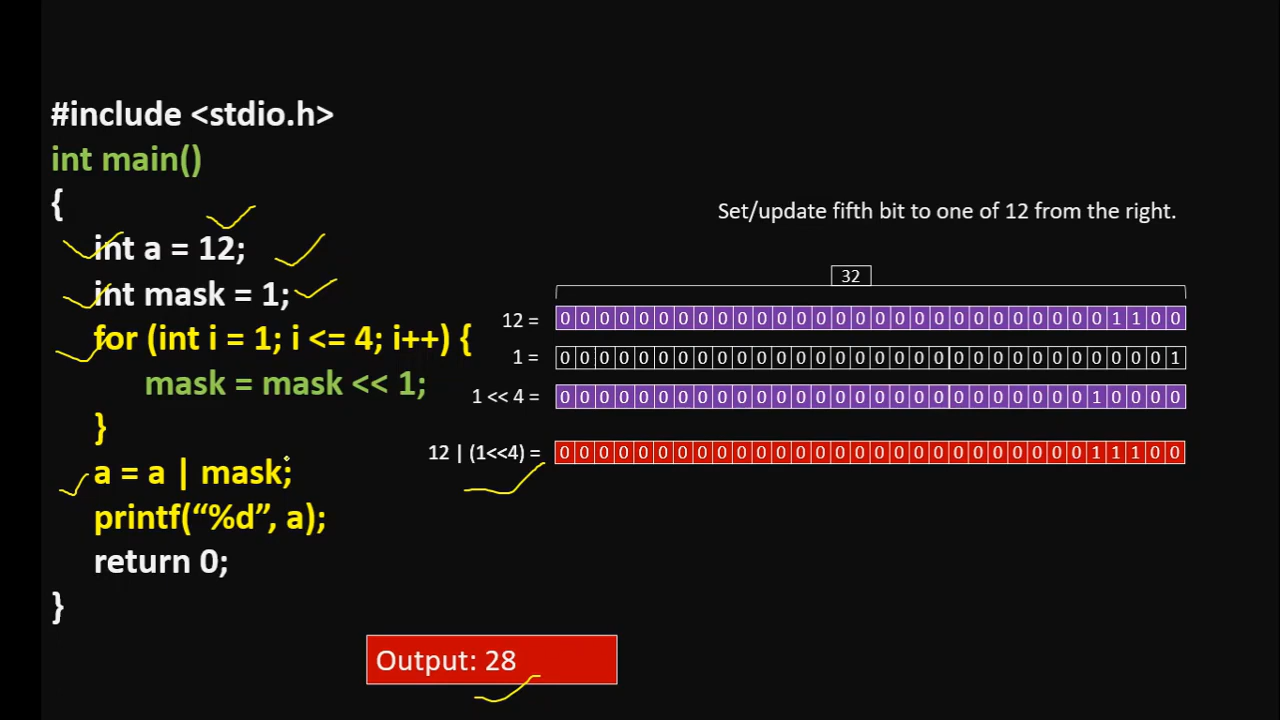 #include <stdio.h>
int main()
{
int a = 12;
int mask = 1;
for (int i = 1; i <= 4; i++) {
mask = mask << 1;
}
a = a | mask;
printf(“%d”, a);
return 0;
}
Set/update fifth bit to one of 12 from the right.
32
12 = 0 0 0 0 0 0 0 0 0 0 0 0 0 0 0 0 0 0 0 0 0 0 0 0 0 0 0 0 1 1 0 0
1 = 0 0 0 0 0 0 0 0 0 0 0 0 0 0 0 0 0 0 0 0 0 0 0 0 0 0 0 0 0 0 0 1
1 << 4 = 0 0 0 0 0 0 0 0 0 0 0 0 0 0 0 0 0 0 0 0 0 0 0 0 0 0 0 1 0 0 0 0
12 | (1<<4) = 0 0 0 0 0 0 0 0 0 0 0 0 0 0 0 0 0 0 0 0 0 0 0 0 0 0 0 1 1 1 0 0
Output: 28